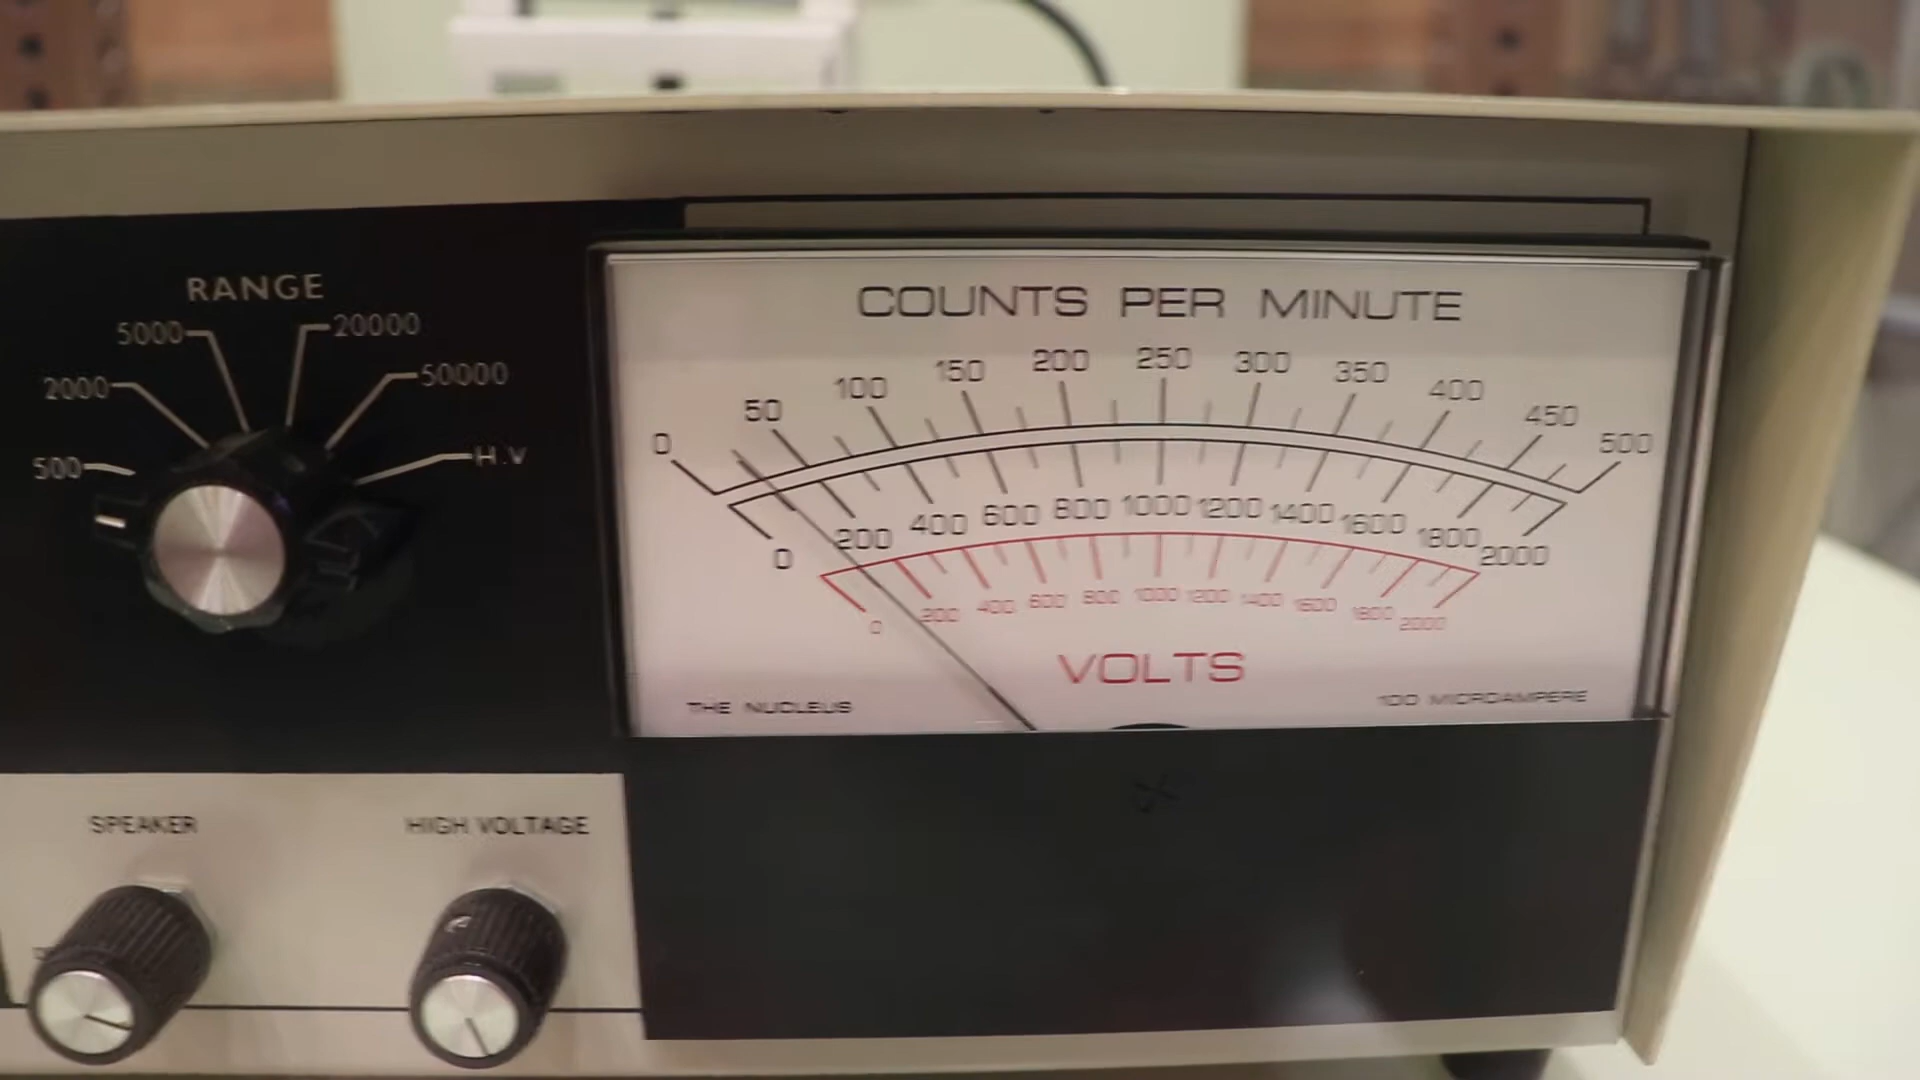 RANGE
5000 20000
2000 50000
500 H.V
COUNTS PER MINUTE
0 50 100 150 200 250 300 350 400 450 500
0 200 400 600 800 1000 1200 1400 1600 1800 2000
0 200 400 600 800 1000 1200 1400 1600 1800 2000
VOLTS
THE NUCLEUS
100 MICROAMPERE
SPEAKER
HIGH VOLTAGE